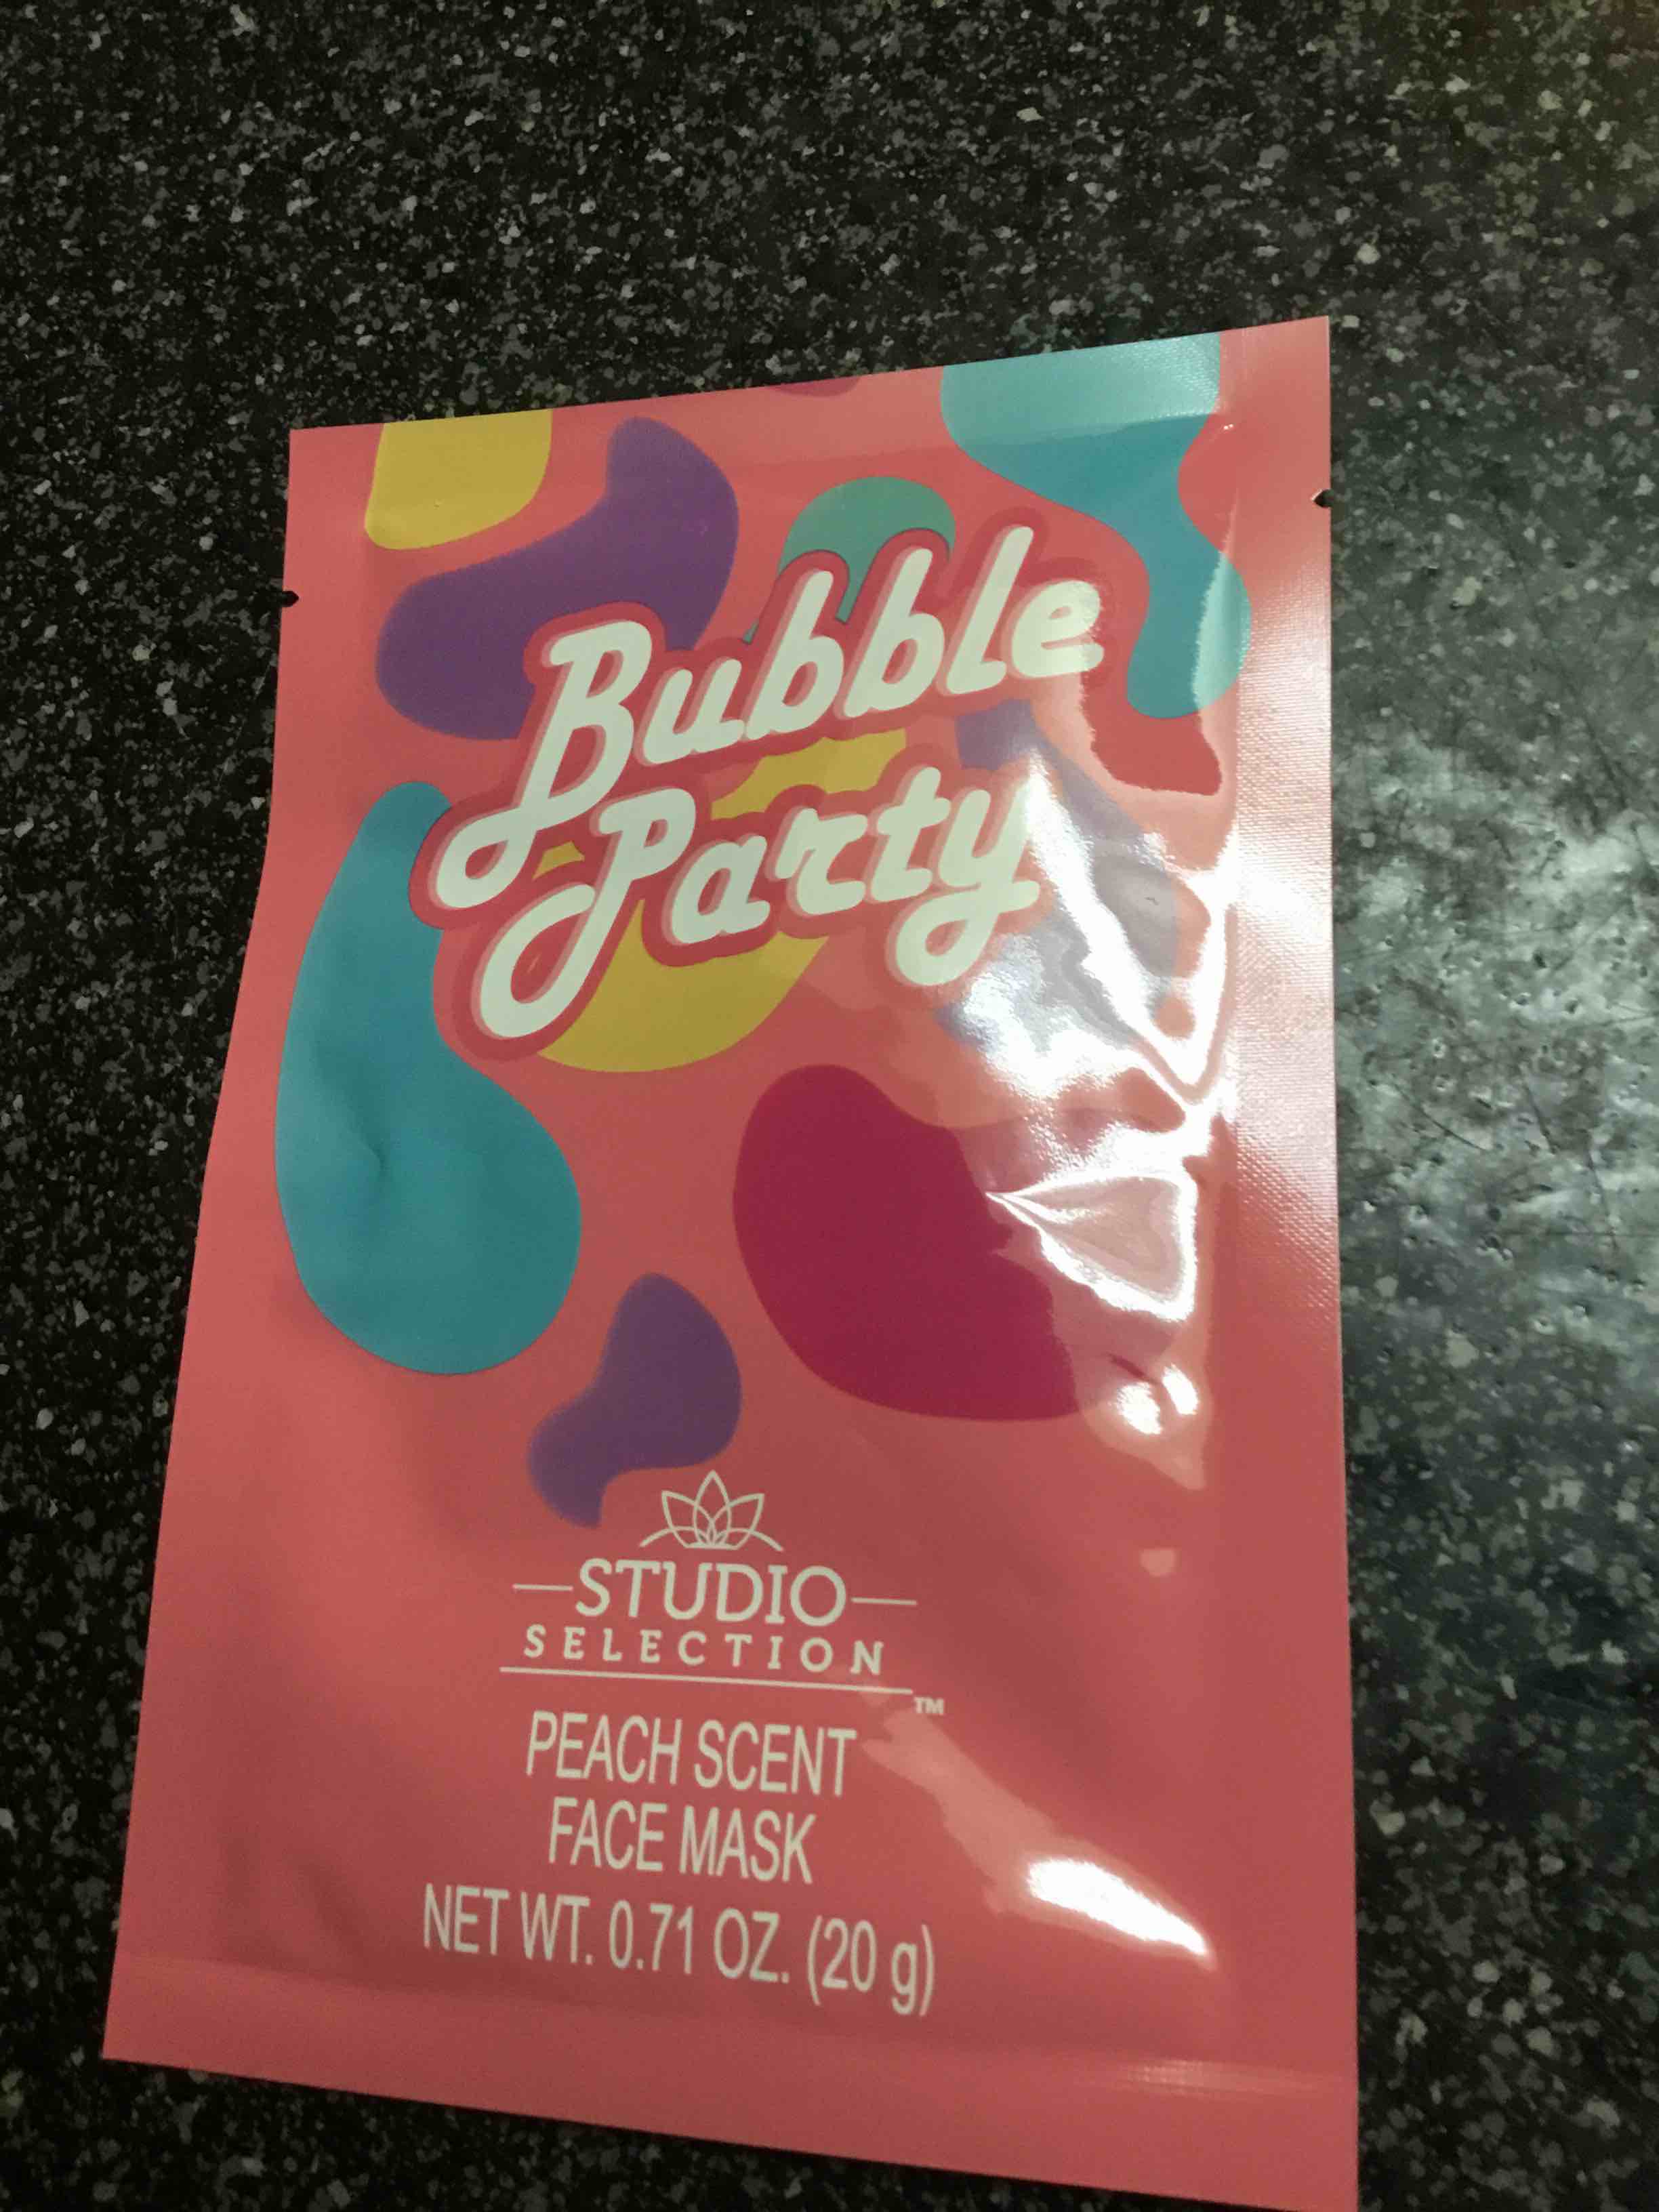 Bubble
Party
STUDIO
SELECTION
TM
PEACH SCENT
FACE MASK
NET WT. 0.71 OZ. (20 g)